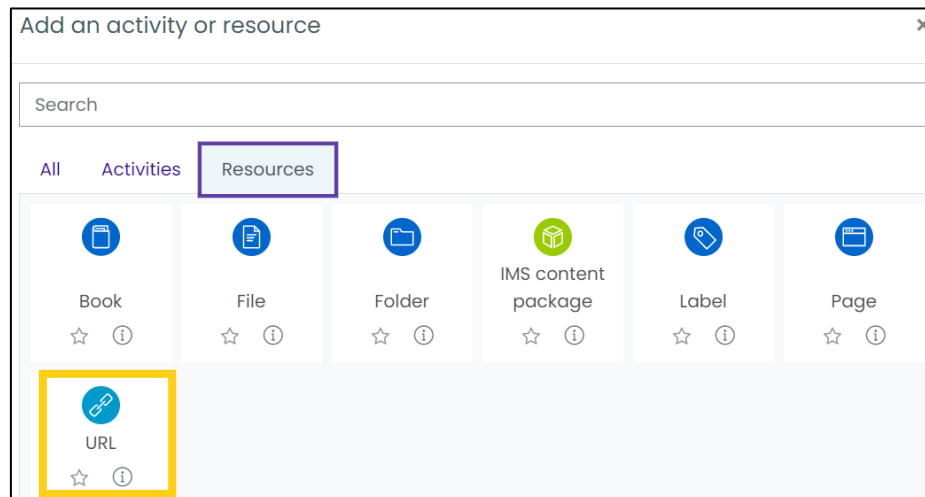 Add an activity or resource
Search
All Activities Resources
IMS content
Book File Folder package Label Page
URL